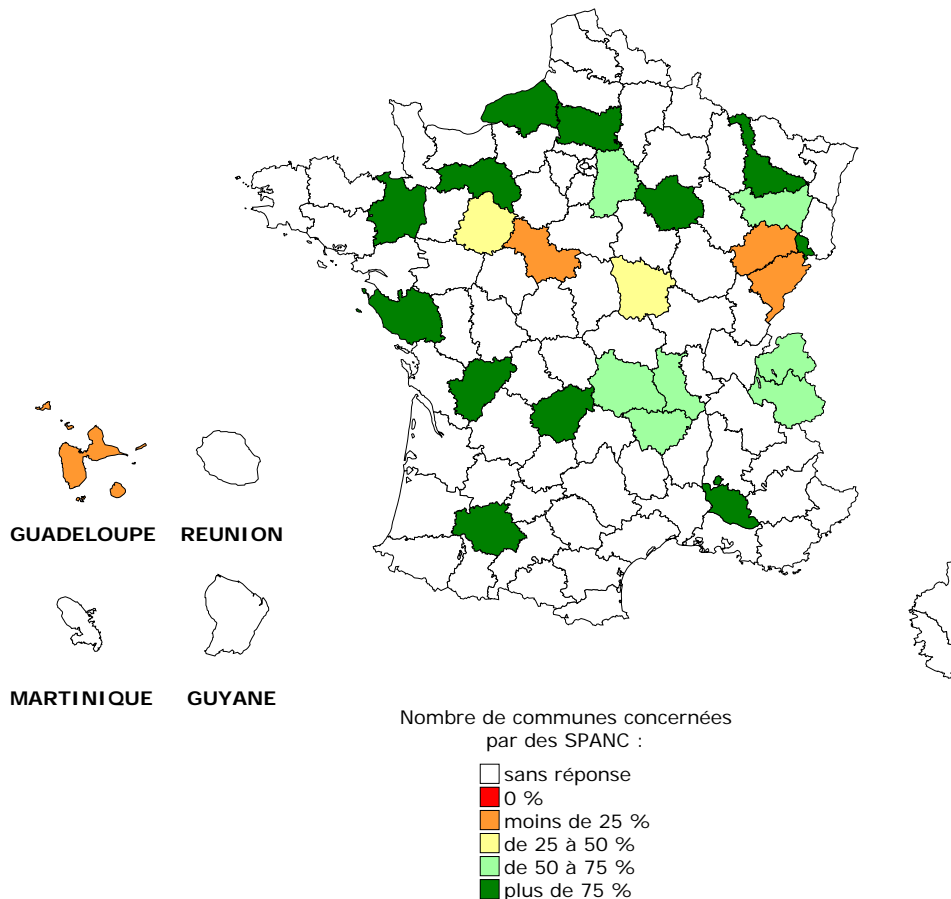 GUADELOUPE REUNION
MARTINIQUE GUYANE
Nombre de communes concernées
par des SPANC :
sans réponse
0 %
moins de 25 %
de 25 à 50 %
de 50 à 75 %
plus de 75 %